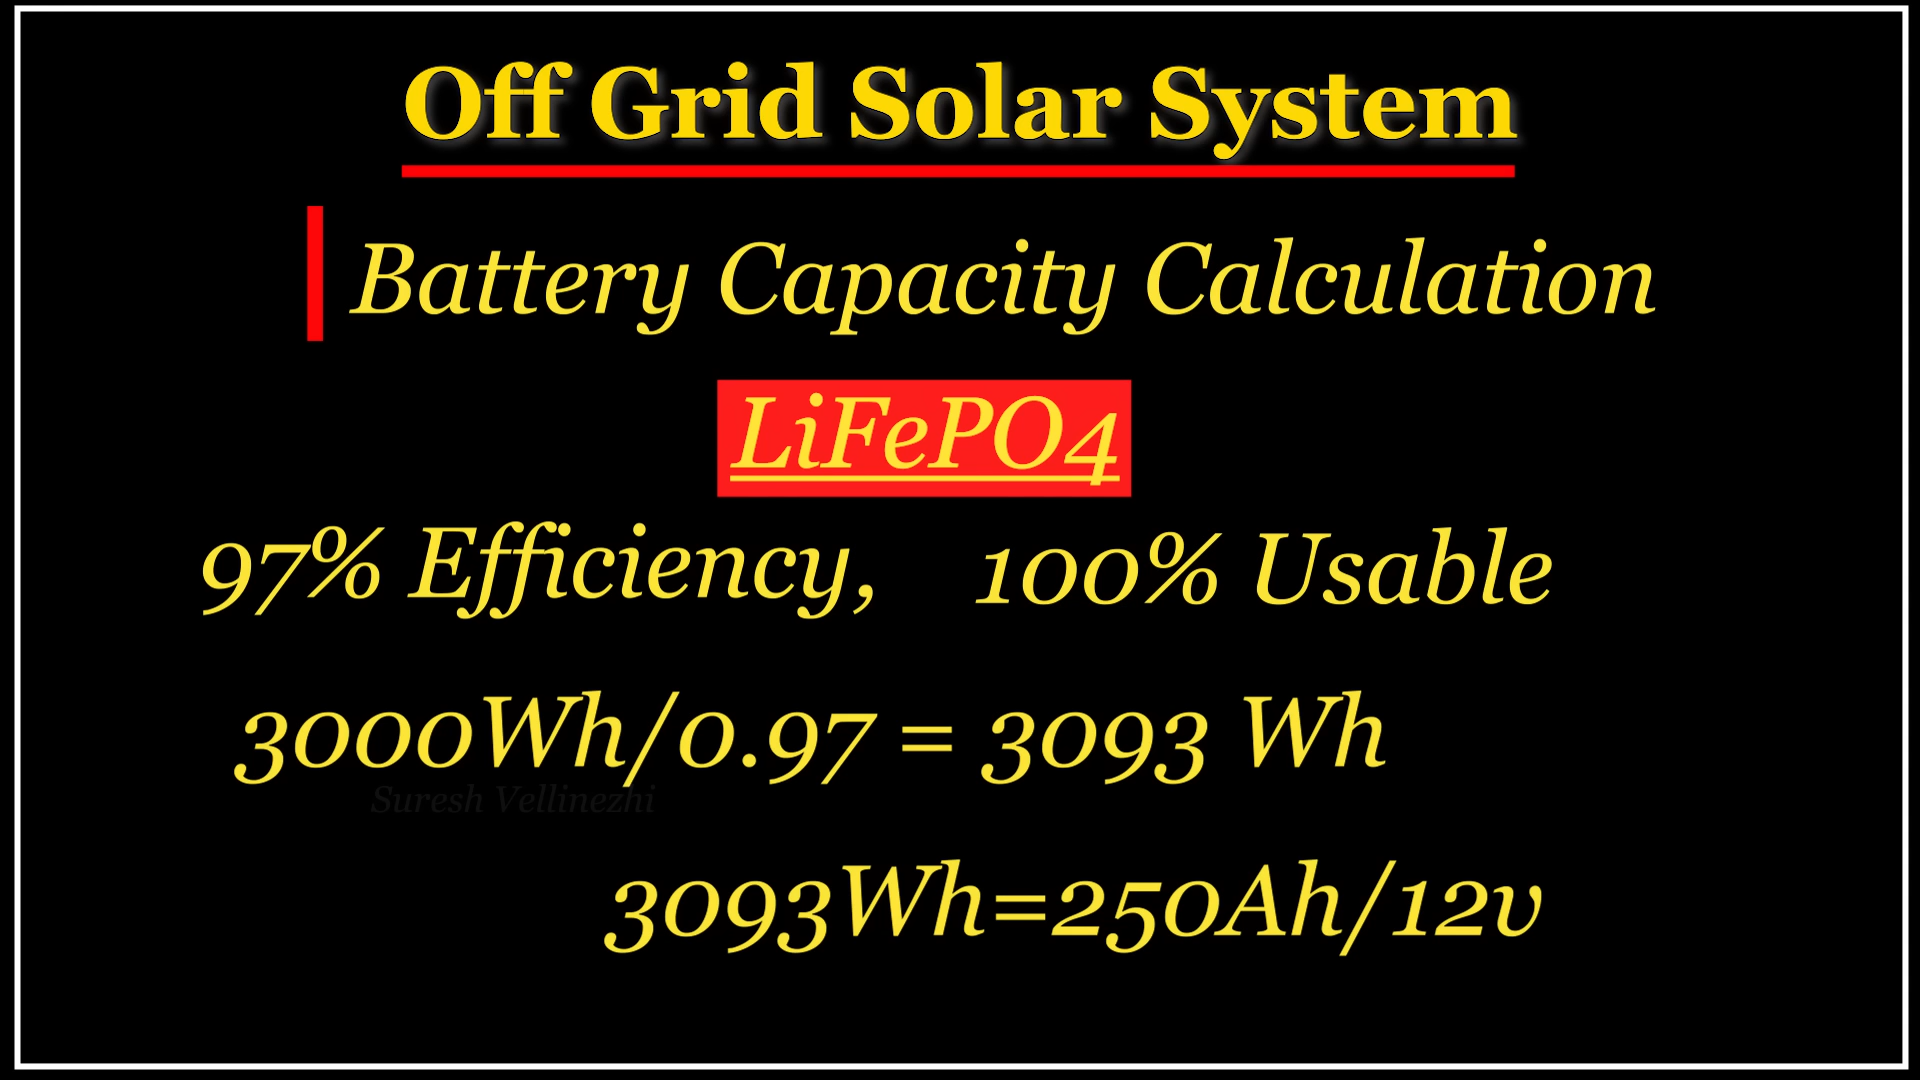 Off Grid Solar System
Battery Capacity Calculation
LiFePO4
97% Efficiency, 100% Usable
3000Wh/0.97 = 3093 Wh
Suresh Vellinezhi
3093Wh=250Ah/12v